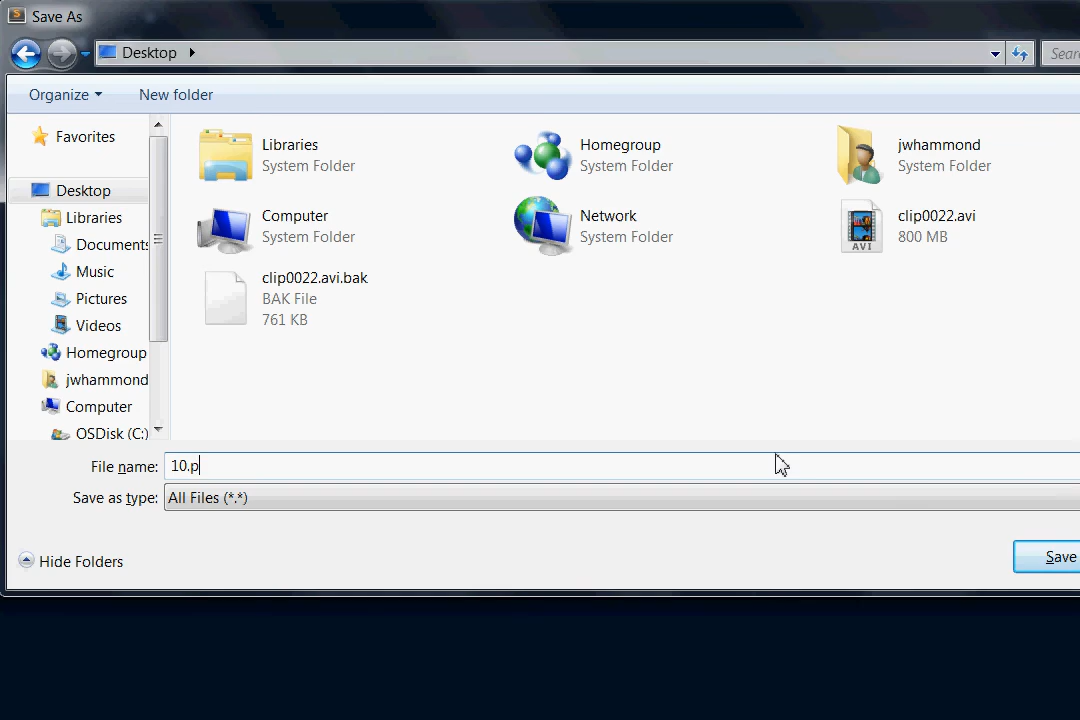 Save As
Desktop
Organize
New folder
Favorites
Desktop
Libraries
Documents
Music
Pictures
Videos
Homegroup
jwhammond
Computer
OSDisk (C:)
Libraries
System Folder
Homegroup
System Folder
jwhammond
System Folder
Computer
System Folder
Network
System Folder
AVI
clip0022.avi
800 MB
clip0022.avi.bak
BAK File
761 KB
File name: 10.p
Save as type: All Files (*.*)
Hide Folders
Save